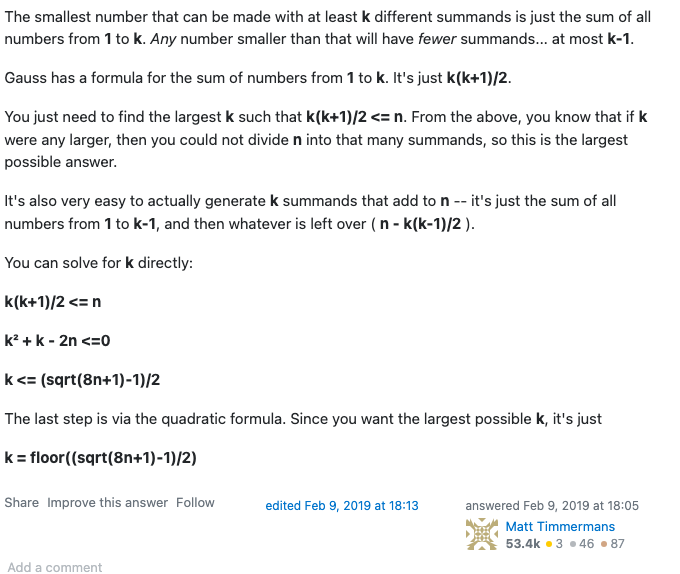 The smallest number that can be made with at least k different summands is just the sum of all
numbers from 1 to k. Any number smaller than that will have fewer summands... at most k-1.
Gauss has a formula for the sum of numbers from 1 to k. It's just k(k+1)/2.
You just need to find the largest k such that k(k+1)/2 <= n. From the above, you know that if k
were any larger, then you could not divide n into that many summands, so this is the largest
possible answer.
It's also very easy to actually generate k summands that add to n -- it's just the sum of all
numbers from 1 to k-1, and then whatever is left over ( n - k(k-1)/2 ).
You can solve for k directly:
k(k+1)/2 <= n
k² + k - 2n <=0
k <= (sqrt(8n+1)-1)/2
The last step is via the quadratic formula. Since you want the largest possible k, it's just
k = floor((sqrt(8n+1)-1)/2)
Share Improve this answer Follow
edited Feb 9, 2019 at 18:13
answered Feb 9, 2019 at 18:05
Matt Timmermans
53.4k 3 46 87
Add a comment